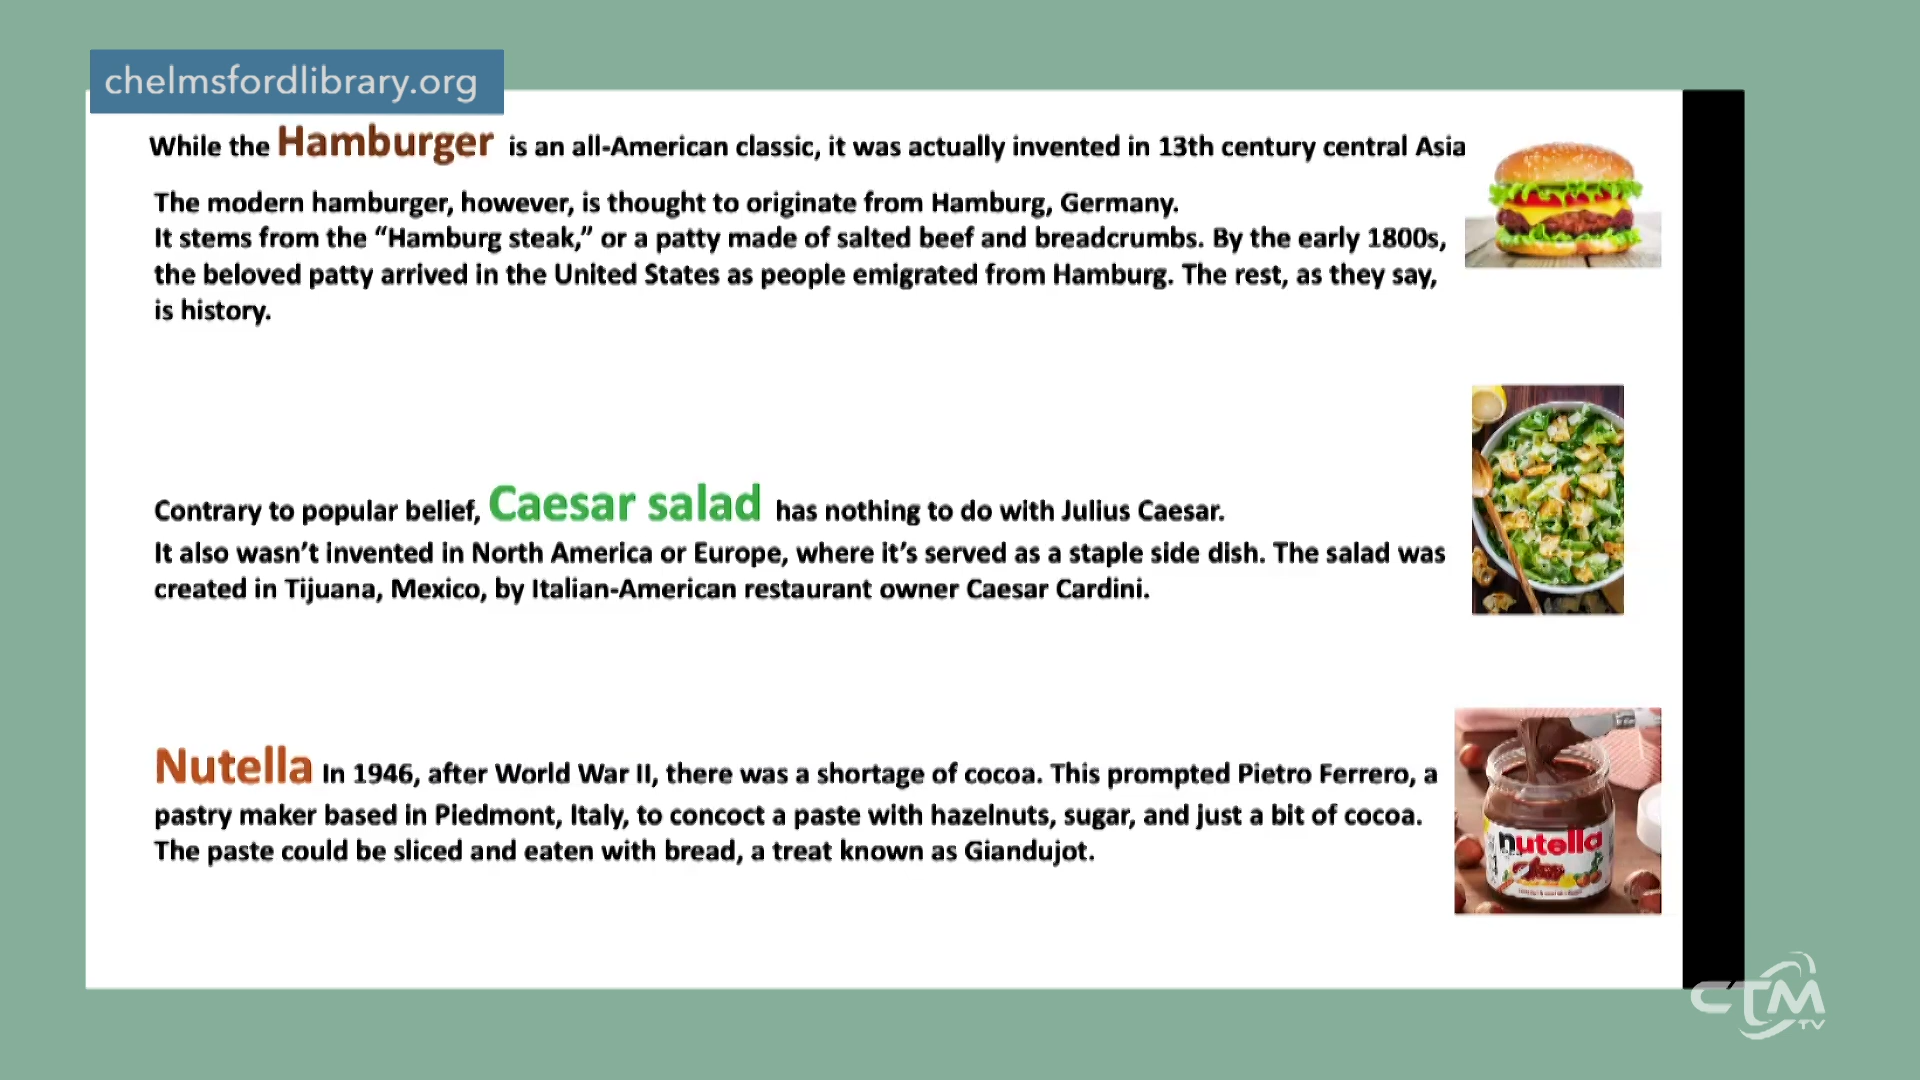 chelmsfordlibrary.org
While the Hamburger is an all-American classic, it was actually invented in 13th century central Asia
The modern hamburger, however, is thought to originate from Hamburg, Germany.
It stems from the “Hamburg steak,” or a patty made of salted beef and breadcrumbs. By the early 1800s,
the beloved patty arrived in the United States as people emigrated from Hamburg. The rest, as they say,
is history.
Contrary to popular belief, Caesar salad has nothing to do with Julius Caesar.
It also wasn’t invented in North America or Europe, where it’s served as a staple side dish. The salad was
created in Tijuana, Mexico, by Italian-American restaurant owner Caesar Cardini.
Nutella In 1946, after World War II, there was a shortage of cocoa. This prompted Pietro Ferrero, a
pastry maker based in Piedmont, Italy, to concoct a paste with hazelnuts, sugar, and just a bit of cocoa.
The paste could be sliced and eaten with bread, a treat known as Giandujot.
nutella
CTM
TV